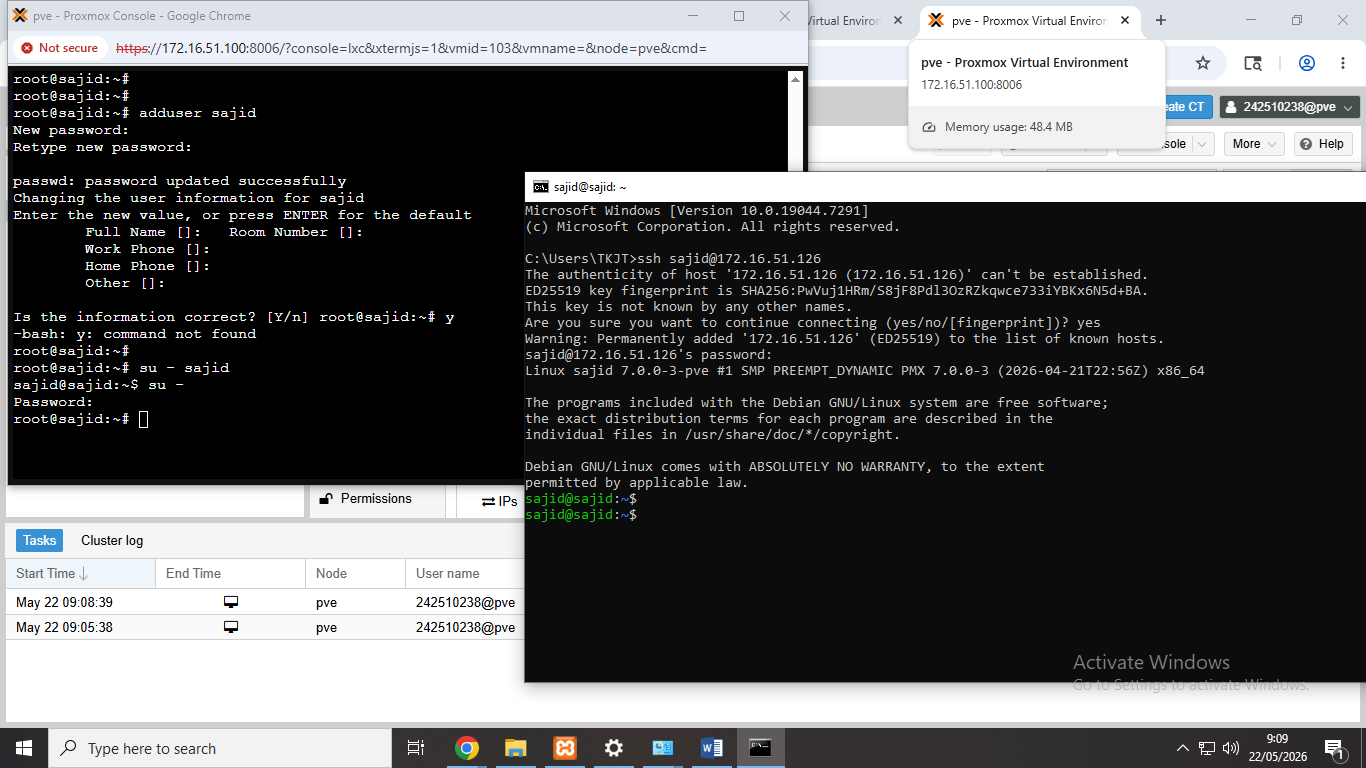 pve - Proxmox Console - Google Chrome
Not secure
https://172.16.51.100:8006/?console=lxc&xtermjs=1&vmid=103&vmname=&node=pve&cmd=
root@sajid:~#
root@sajid:~#
root@sajid:~# adduser sajid
New password:
Retype new password:
passwd: password updated successfully
Changing the user information for sajid
Enter the new value, or press ENTER for the default
Full Name []:   Room Number []:
Work Phone []:
Home Phone []:
Other []:
Is the information correct? [Y/n] root@sajid:~# y
-bash: y: command not found
root@sajid:~#
root@sajid:~# su - sajid
sajid@sajid:~$ su -
Password:
root@sajid:~#
pve - Proxmox Virtual Environ
pve - Proxmox Virtual Environment
172.16.51.100:8006
Memory usage: 48.4 MB
242510238@pve
More
Help
sajid@sajid: ~
Microsoft Windows [Version 10.0.19044.7291]
(c) Microsoft Corporation. All rights reserved.
C:\Users\TKJT>ssh sajid@172.16.51.126
The authenticity of host '172.16.51.126 (172.16.51.126)' can't be established.
ED25519 key fingerprint is SHA256:PwVuj1HRm/S8jF8Pdl3OzRZkqwce733iYBKx6N5d+BA.
This key is not known by any other names.
Are you sure you want to continue connecting (yes/no/[fingerprint])? yes
Warning: Permanently added '172.16.51.126' (ED25519) to the list of known hosts.
sajid@172.16.51.126's password:
Linux sajid 7.0.0-3-pve #1 SMP PREEMPT_DYNAMIC PMX 7.0.0-3 (2026-04-21T22:56Z) x86_64
The programs included with the Debian GNU/Linux system are free software;
the exact distribution terms for each program are described in the
individual files in /usr/share/doc/*/copyright.
Debian GNU/Linux comes with ABSOLUTELY NO WARRANTY, to the extent
permitted by applicable law.
sajid@sajid:~$
sajid@sajid:~$
Permissions
IPs
Tasks
Cluster log
Start Time
End Time
Node
User name
May 22 09:08:39
pve
242510238@pve
May 22 09:05:38
pve
242510238@pve
Activate Windows
Go to Settings to activate Windows.
Type here to search
9:09
22/05/2026
1